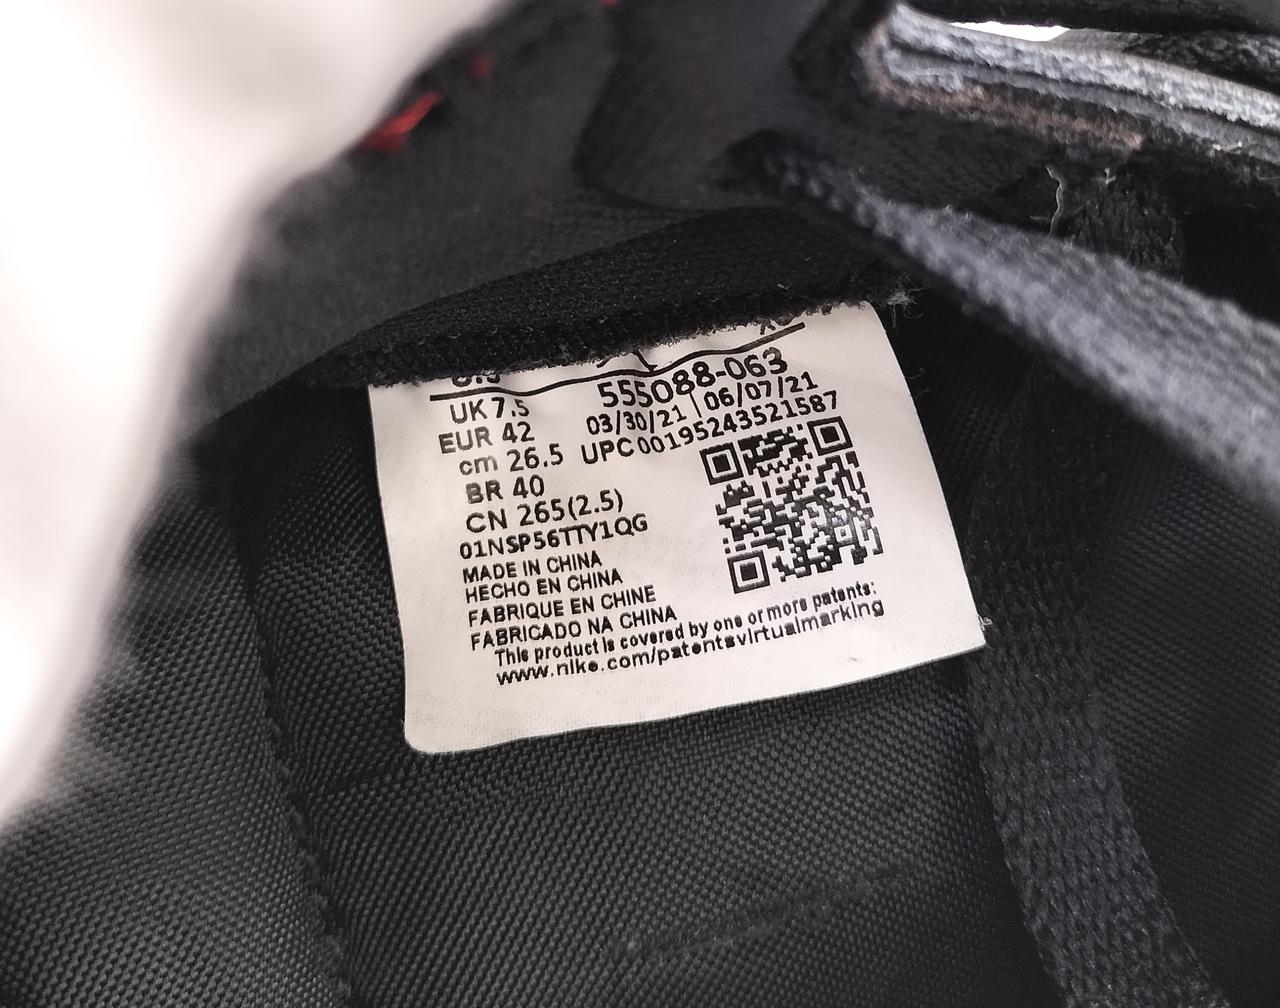 555088-063
UK 7.5
03/30/21 | 06/07/21
EUR 42
UPC 00195243521587
cm 26.5
BR 40
CN 265(2.5)
01NSP56TTY1QG
MADE IN CHINA
HECHO EN CHINA
FABRIQUE EN CHINE
FABRICADO NA CHINA
This product is covered by one or more patents:
www.nike.com/patentsvirtualmarking